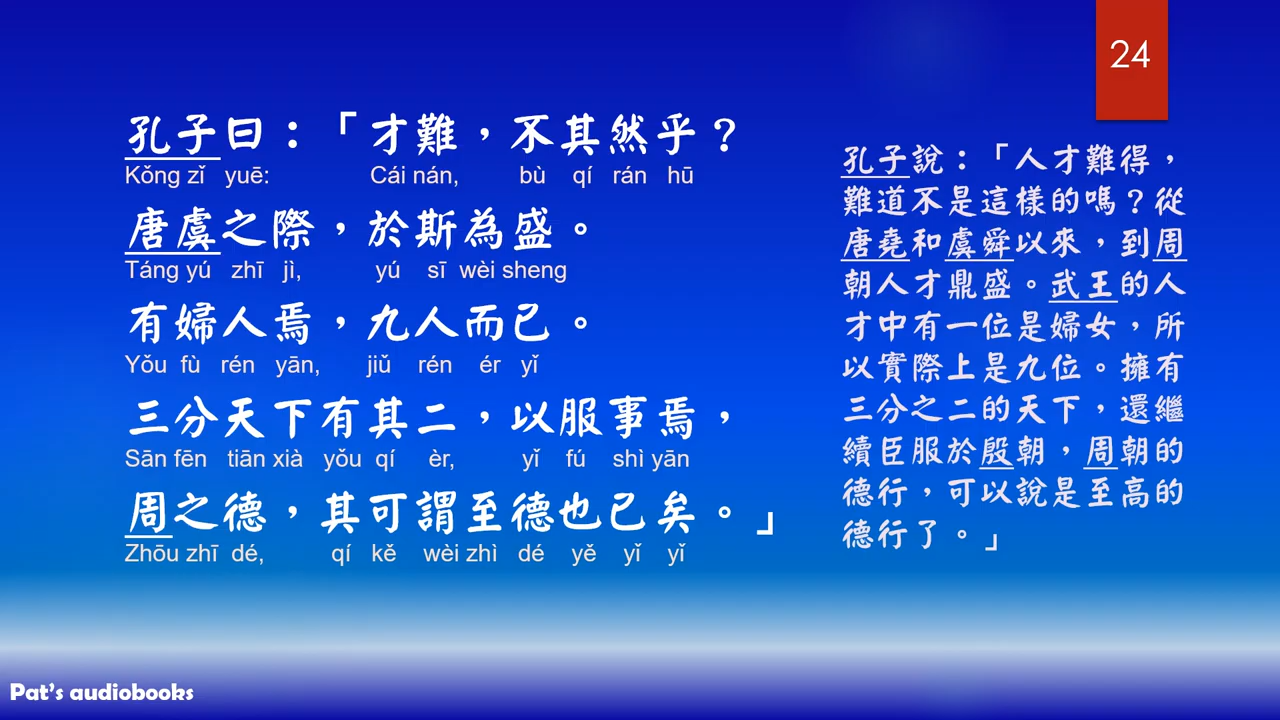 24
孔子曰：「才難，不其然乎？
Kǒng zǐ yuē: Cái nán, bù qí rán hū
唐虞之際，於斯為盛。
Táng yú zhī jì, yú sī wèi sheng
有婦人焉，九人而已。
Yǒu fù rén yān, jiǔ rén ér yǐ
三分天下有其二，以服事焉，
Sān fēn tiān xià yǒu qí èr, yǐ fú shì yān
周之德，其可謂至德也已矣。」
Zhōu zhī dé, qí kě wèi zhì dé yě yǐ yǐ
孔子說：「人才難得，
難道不是這樣的嗎？從
唐堯和虞舜以來，到周
朝人才鼎盛。武王的人
才中有一位是婦女，所
以實際上是九位。擁有
三分之二的天下，還繼
續臣服於殷朝，周朝的
德行，可以說是至高的
德行了。」
Pat's audiobooks